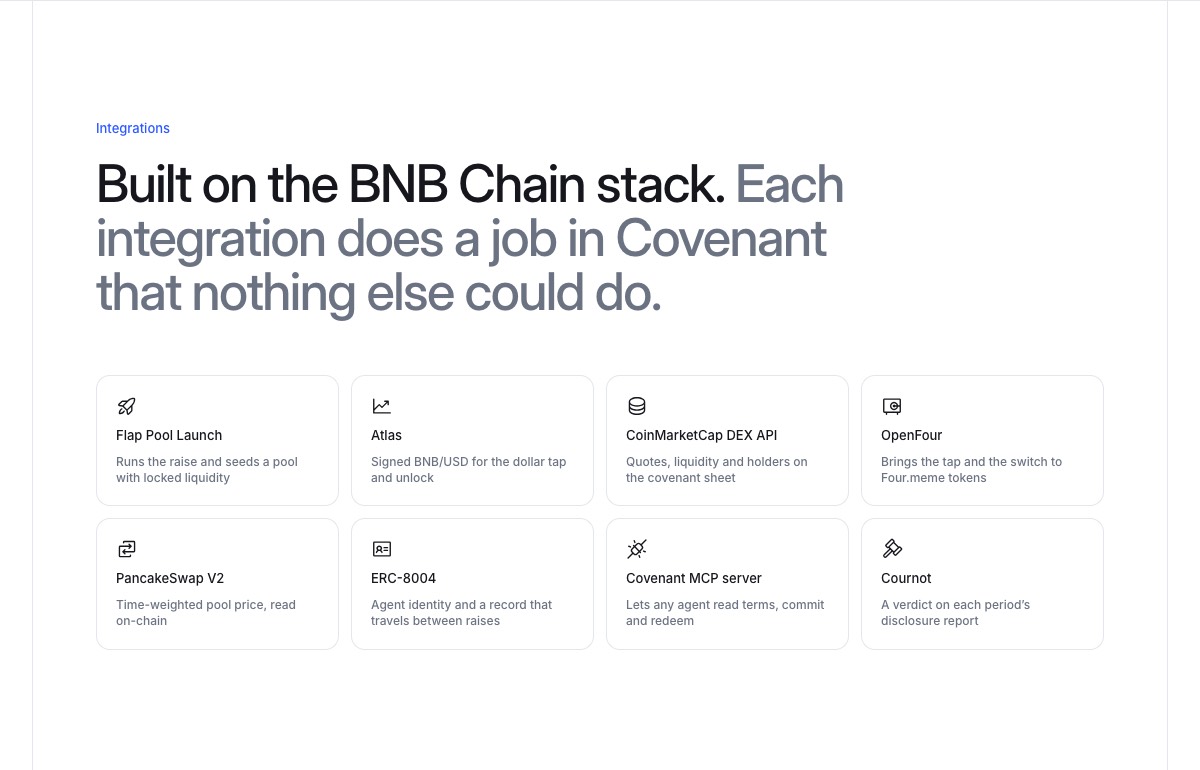 Integrations
Built on the BNB Chain stack. Each
integration does a job in Covenant
that nothing else could do.
Flap Pool Launch
Runs the raise and seeds a pool
with locked liquidity
Atlas
Signed BNB/USD for the dollar tap
and unlock
CoinMarketCap DEX API
Quotes, liquidity and holders on
the covenant sheet
OpenFour
Brings the tap and the switch to
Four.meme tokens
PancakeSwap V2
Time-weighted pool price, read
on-chain
ERC-8004
Agent identity and a record that
travels between raises
Covenant MCP server
Lets any agent read terms, commit
and redeem
Cournot
A verdict on each period’s
disclosure report